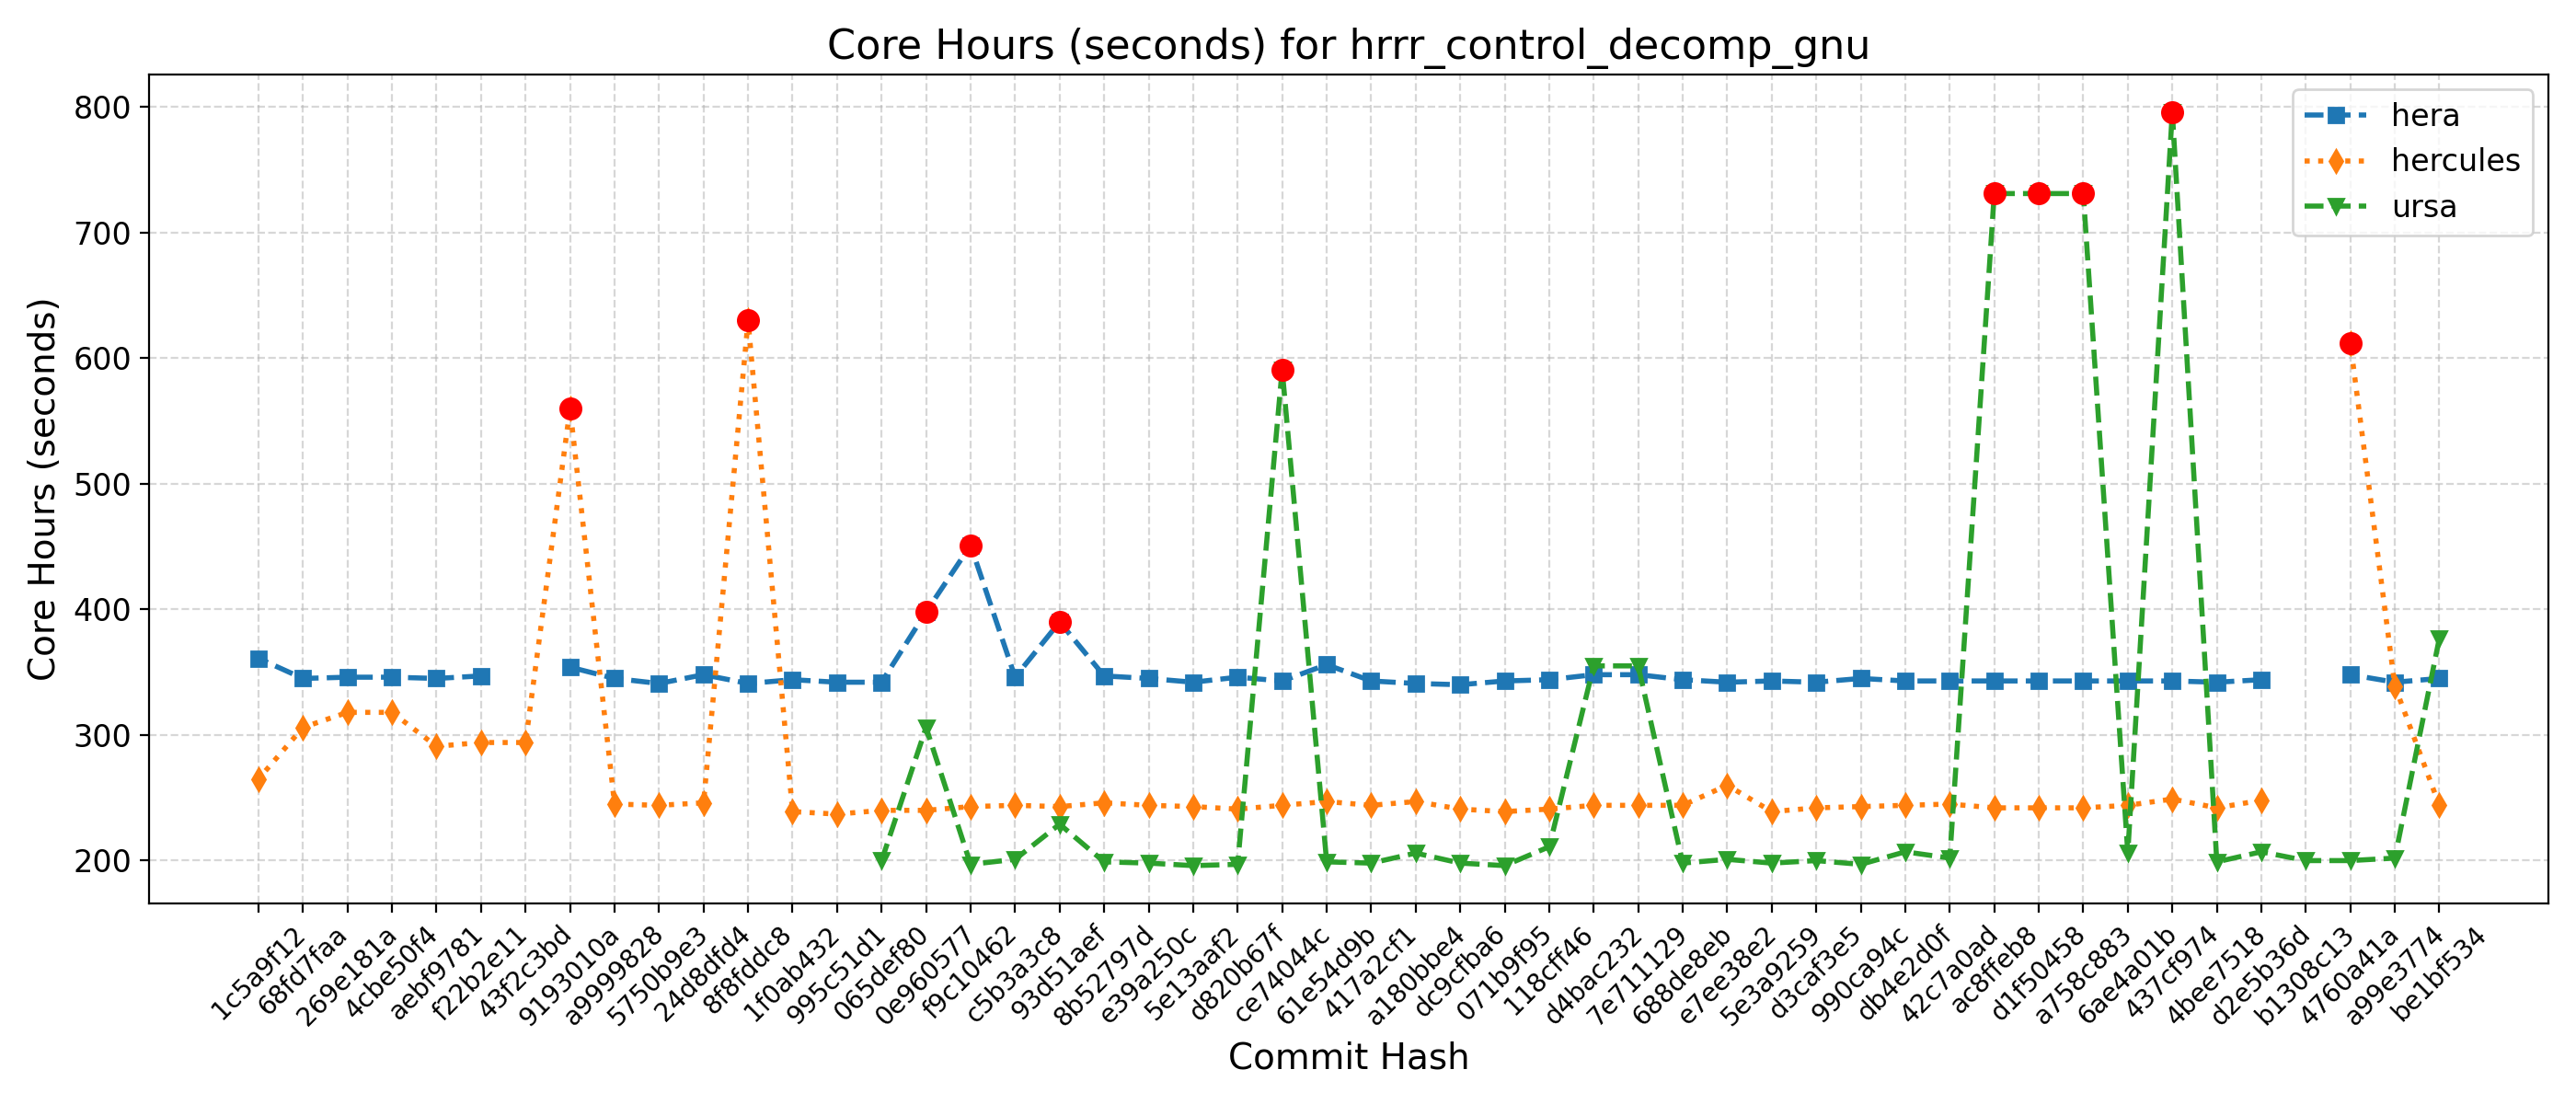 Core Hours (seconds) for hrrr_control_decomp_gnu
800
700
600
500
400
300
200
Core Hours (seconds)
hera
hercules
ursa
1c5a9f12
68fd7faa
269e181a
4cbe50f4
aebf9781
f22b2e11
43f2c3bd
9193010a
a9999828
5750b9e3
24d8dfd4
8f8fddc8
1f0ab432
995c51d1
065def80
0e960577
f9c10462
c5b3a3c8
93d51aef
8b52797d
e39a250c
5e13aaf2
d820b67f
ce74044c
61e54d9b
417a2cf1
a180bbe4
dc9cfba6
071b9f95
118cff46
d4bac232
7e711129
688de8eb
e7ee38e2
5e3a9259
d3caf3e5
990ca94c
db4e2d0f
42c7a0ad
ac8ffeb8
d1f50458
a758c883
6ae4a01b
437cf974
4bee7518
d2e5b36d
b1308c13
4760a41a
a99e3774
be1bf534
Commit Hash